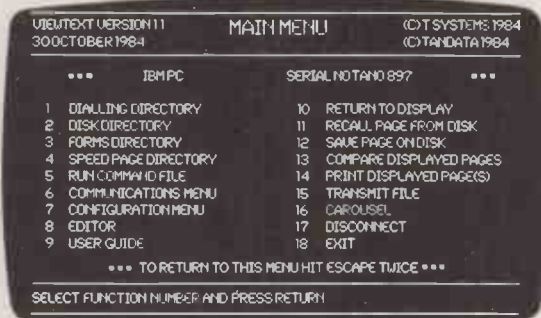 VIEWTEXT VERSION 11 MAIN MENU (C)T SYSTEMS 1984
30 OCTOBER 1984 (C)TANDATA 1984
••• IBM PC SERIAL NO TANO 897 •••
1 DIALLING DIRECTORY 10 RETURN TO DISPLAY
2 DISK DIRECTORY 11 RECALL PAGE FROM DISK
3 FORMS DIRECTORY 12 SAVE PAGE ON DISK
4 SPEED PAGE DIRECTORY 13 COMPARE DISPLAYED PAGES
5 RUN COMMAND FILE 14 PRINT DISPLAYED PAGE(S)
6 COMMUNICATIONS MENU 15 TRANSMIT FILE
7 CONFIGURATION MENU 16 CAROUSEL
8 EDITOR 17 DISCONNECT
9 USER GUIDE 18 EXIT
••• TO RETURN TO THIS MENU HIT ESCAPE TWICE •••
SELECT FUNCTION NUMBER AND PRESS RETURN